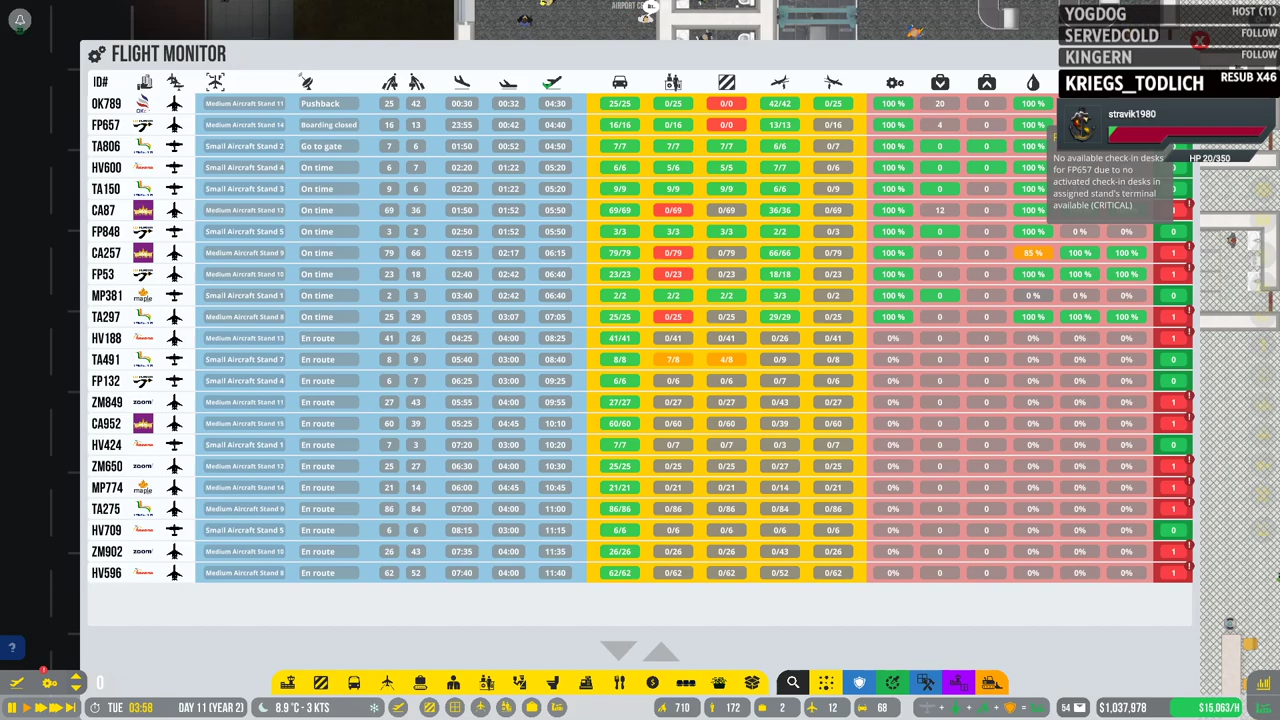 AIRPORT
YOGDOG HOST (11)
SERVEDCOLD FOLLOW
KINGERN FOLLOW
KRIEGS_TODLICH RESUB X46
stravik1980
HP 20/350
No available check-in desks
for FP657 due to no
activated check-in desks in
assigned stand's terminal
available (CRITICAL)
FLIGHT MONITOR
ID#
OK789 Medium Aircraft Stand 11 Pushback 25 42 00:30 00:32 04:30 25/25 0/25 0/0 42/42 0/25 100 % 20 0 100 %
FP657 Medium Aircraft Stand 14 Boarding closed 16 13 23:55 00:42 04:40 16/16 0/16 0/0 13/13 0/16 100 % 4 0 100 %
TA806 Small Aircraft Stand 2 Go to gate 7 6 01:50 00:52 04:50 7/7 7/7 7/7 6/6 0/7 100 % 0 0 100 %
HV600 Small Aircraft Stand 4 On time 6 7 02:20 01:22 05:20 6/6 5/6 5/5 7/7 0/6 100 % 0 0 100 %
TA150 Small Aircraft Stand 3 On time 9 6 02:20 01:22 05:20 9/9 9/9 9/9 6/6 0/9 100 % 0 0 100 %
CA87 Medium Aircraft Stand 12 On time 69 36 01:50 01:52 05:50 69/69 0/69 0/69 36/36 0/69 100 % 12 0 100 % 1
FP848 Small Aircraft Stand 5 On time 3 2 02:50 01:52 05:50 3/3 3/3 3/3 2/2 0/3 100 % 0 0 100 % 0% 0% 0
CA257 Medium Aircraft Stand 9 On time 79 66 02:15 02:17 06:15 79/79 0/79 0/79 66/66 0/79 100 % 0 0 85 % 100 % 100 % 1
FP53 Medium Aircraft Stand 10 On time 23 18 02:40 02:42 06:40 23/23 0/23 0/23 18/18 0/23 100 % 0 0 100 % 100 % 100 % 1
MP381 maple Small Aircraft Stand 1 On time 2 3 03:40 02:42 06:40 2/2 2/2 2/2 3/3 0/2 100 % 0 0 0 % 0 % 0% 0
TA297 Medium Aircraft Stand 8 On time 25 29 03:05 03:07 07:05 25/25 0/25 0/25 29/29 0/25 100 % 0 0 100 % 100 % 100 % 1
HV188 Medium Aircraft Stand 13 En route 41 26 04:25 04:00 08:25 41/41 0/41 0/41 0/26 0/41 0% 0 0 0% 0% 0% 1
TA491 Small Aircraft Stand 7 En route 8 9 05:40 03:00 08:40 8/8 7/8 4/8 0/9 0/8 0% 0 0 0% 0% 0% 0
FP132 Small Aircraft Stand 4 En route 6 7 06:25 03:00 09:25 6/6 0/6 0/6 0/7 0/6 0% 0 0 0% 0% 0% 0
ZM849 zoom Medium Aircraft Stand 11 En route 27 43 05:55 04:00 09:55 27/27 0/27 0/27 0/43 0/27 0% 0 0 0% 0% 0% 1
CA952 Medium Aircraft Stand 15 En route 60 39 05:25 04:45 10:10 60/60 0/60 0/60 0/39 0/60 0% 0 0 0% 0% 0% 1
HV424 Small Aircraft Stand 1 En route 7 3 07:20 03:00 10:20 7/7 0/7 0/7 0/3 0/7 0% 0 0 0% 0% 0% 0
ZM650 zoom Medium Aircraft Stand 12 En route 25 27 06:30 04:00 10:30 25/25 0/25 0/25 0/27 0/25 0% 0 0 0% 0% 0% 1
MP774 maple Medium Aircraft Stand 14 En route 21 14 06:00 04:45 10:45 21/21 0/21 0/21 0/14 0/21 0% 0 0 0% 0% 0% 1
TA275 Medium Aircraft Stand 9 En route 86 84 07:00 04:00 11:00 86/86 0/86 0/86 0/84 0/86 0% 0 0 0% 0% 0% 1
HV709 Small Aircraft Stand 5 En route 6 6 08:15 03:00 11:15 6/6 0/6 0/6 0/6 0/6 0% 0 0 0% 0% 0% 0
ZM902 zoom Medium Aircraft Stand 10 En route 26 43 07:35 04:00 11:35 26/26 0/26 0/26 0/43 0/26 0% 0 0 0% 0% 0% 1
HV596 Medium Aircraft Stand 8 En route 62 52 07:40 04:00 11:40 62/62 0/62 0/62 0/52 0/62 0% 0 0 0% 0% 0% 1
?
0
TUE 03:58 DAY 11 (YEAR 2) 8.9 °C - 3 KTS 710 172 2 12 68 54 $1,037,978 $15,063/H